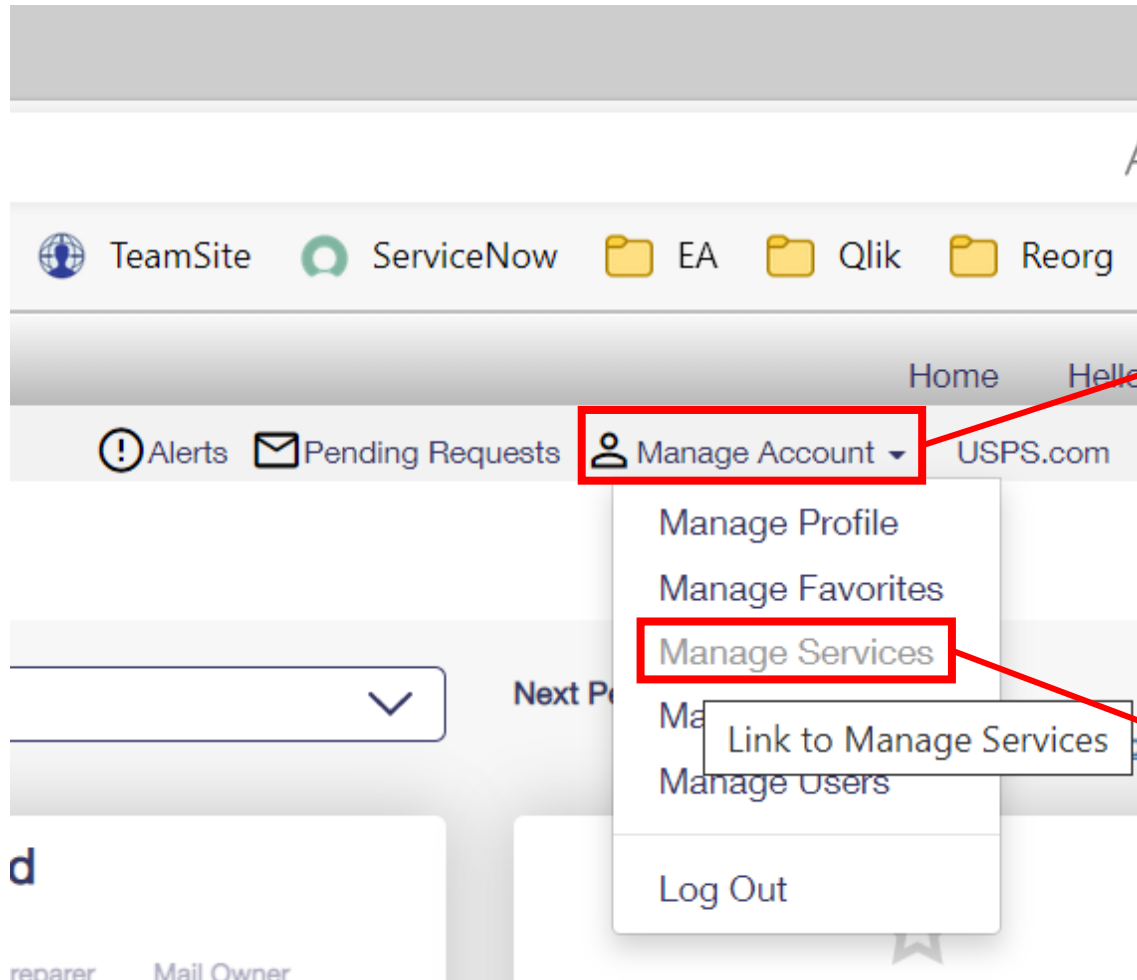 TeamSite ServiceNow EA Qlik Reorg
Home
Alerts Pending Requests Manage Account USPS.com
Manage Profile
Manage Favorites
Manage Services
Next
Link to Manage Services
Manage Users
d
Log Out
Mail Owner